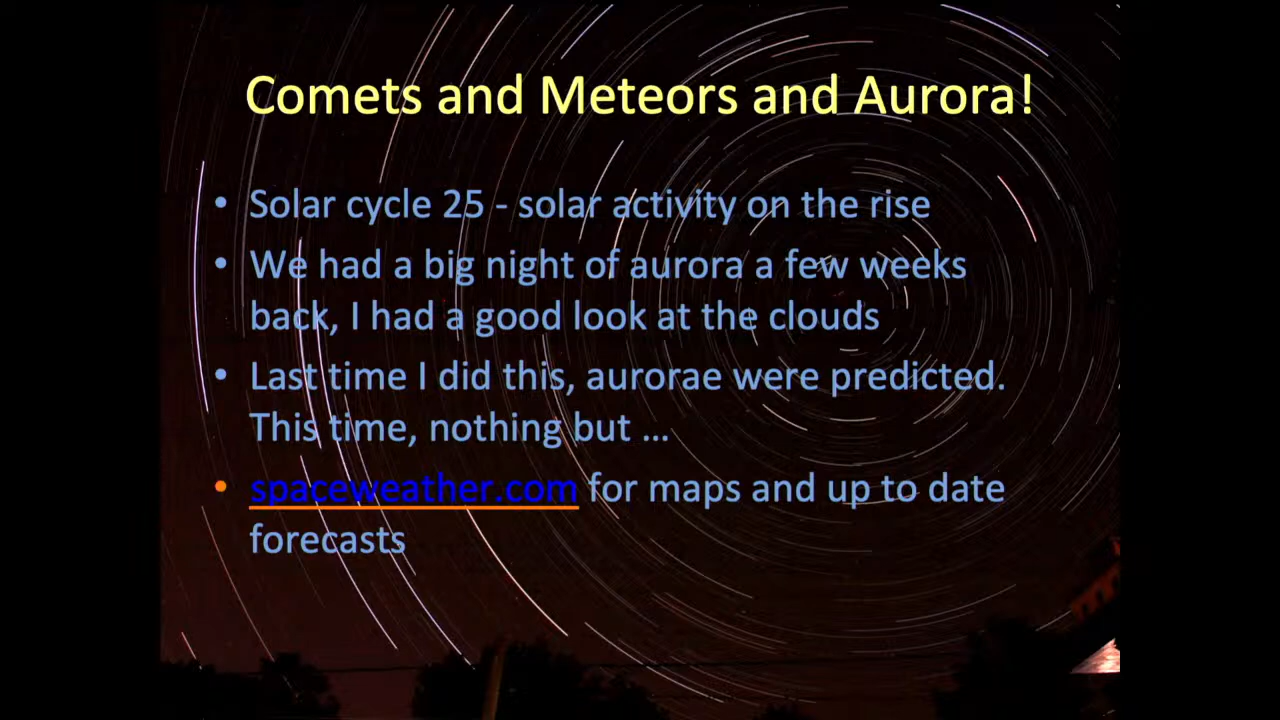 Comets and Meteors and Aurora!
• Solar cycle 25 - solar activity on the rise
• We had a big night of aurora a few weeks
back, I had a good look at the clouds
• Last time I did this, aurorae were predicted.
This time, nothing but …
• spaceweather.com for maps and up to date
forecasts